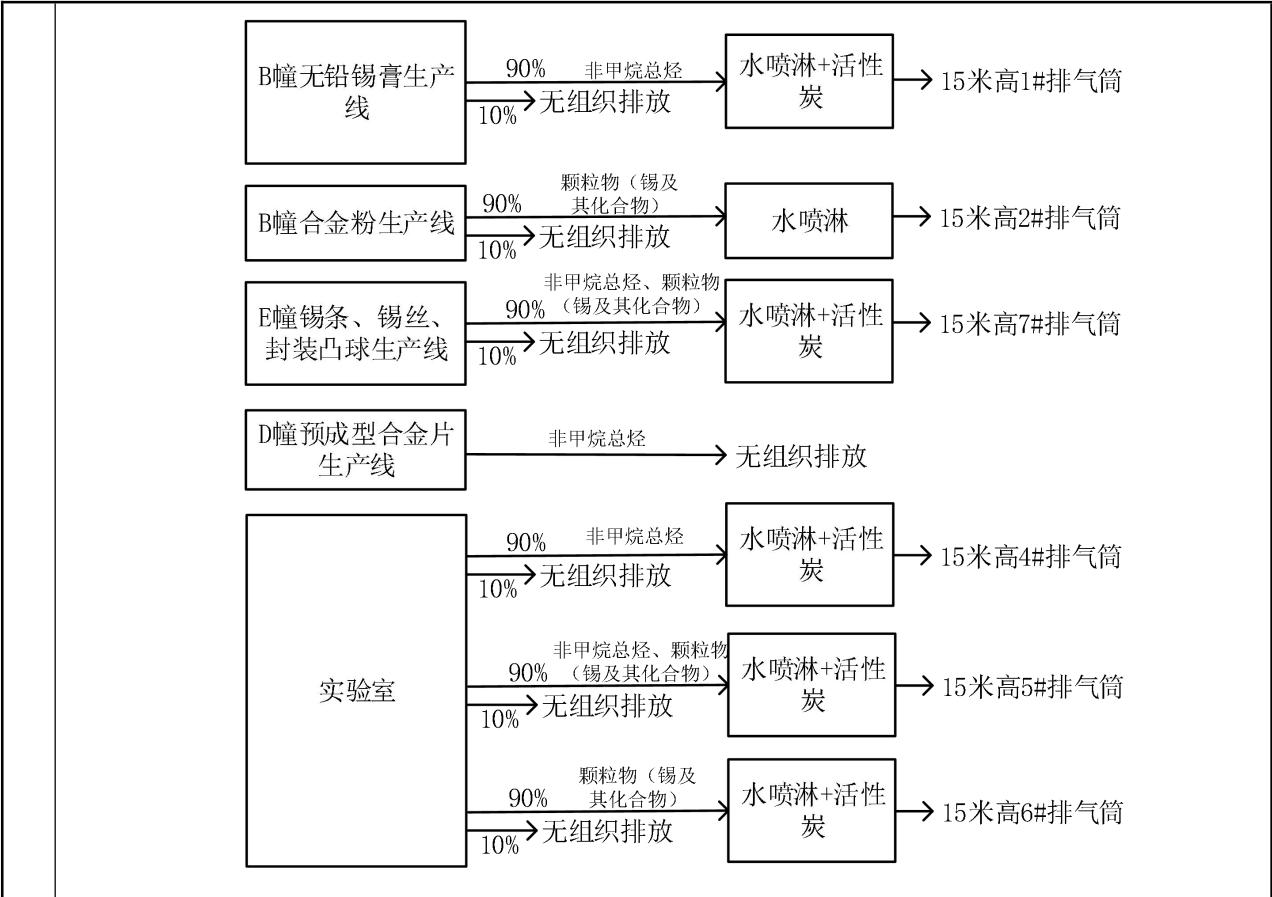 B幢无铅锡膏生产
线
90%
非甲烷总烃
10%
无组织排放
水喷淋+活性
炭
15米高1#排气筒
B幢合金粉生产线
90%
颗粒物（锡及
其化合物）
10%
无组织排放
水喷淋
15米高2#排气筒
E幢锡条、锡丝、
封装凸球生产线
90%
非甲烷总烃、颗粒物
（锡及其化合物）
10%
无组织排放
水喷淋+活性
炭
15米高7#排气筒
D幢预成型合金片
生产线
非甲烷总烃
无组织排放
实验室
90%
非甲烷总烃
10%
无组织排放
水喷淋+活性
炭
15米高4#排气筒
90%
非甲烷总烃、颗粒物
（锡及其化合物）
10%
无组织排放
水喷淋+活性
炭
15米高5#排气筒
90%
颗粒物（锡及
其化合物）
10%
无组织排放
水喷淋+活性
炭
15米高6#排气筒